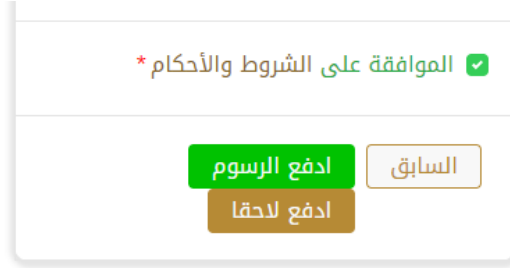 الموافقة على الشروط والأحكام *
السابق ادفع الرسوم
ادفع لاحقا